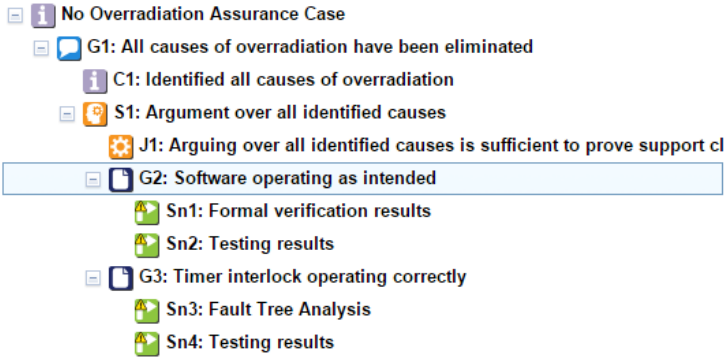 No Overradiation Assurance Case
G1: All causes of overradiation have been eliminated
C1: Identified all causes of overradiation
S1: Argument over all identified causes
J1: Arguing over all identified causes is sufficient to prove support cl
G2: Software operating as intended
Sn1: Formal verification results
Sn2: Testing results
G3: Timer interlock operating correctly
Sn3: Fault Tree Analysis
Sn4: Testing results